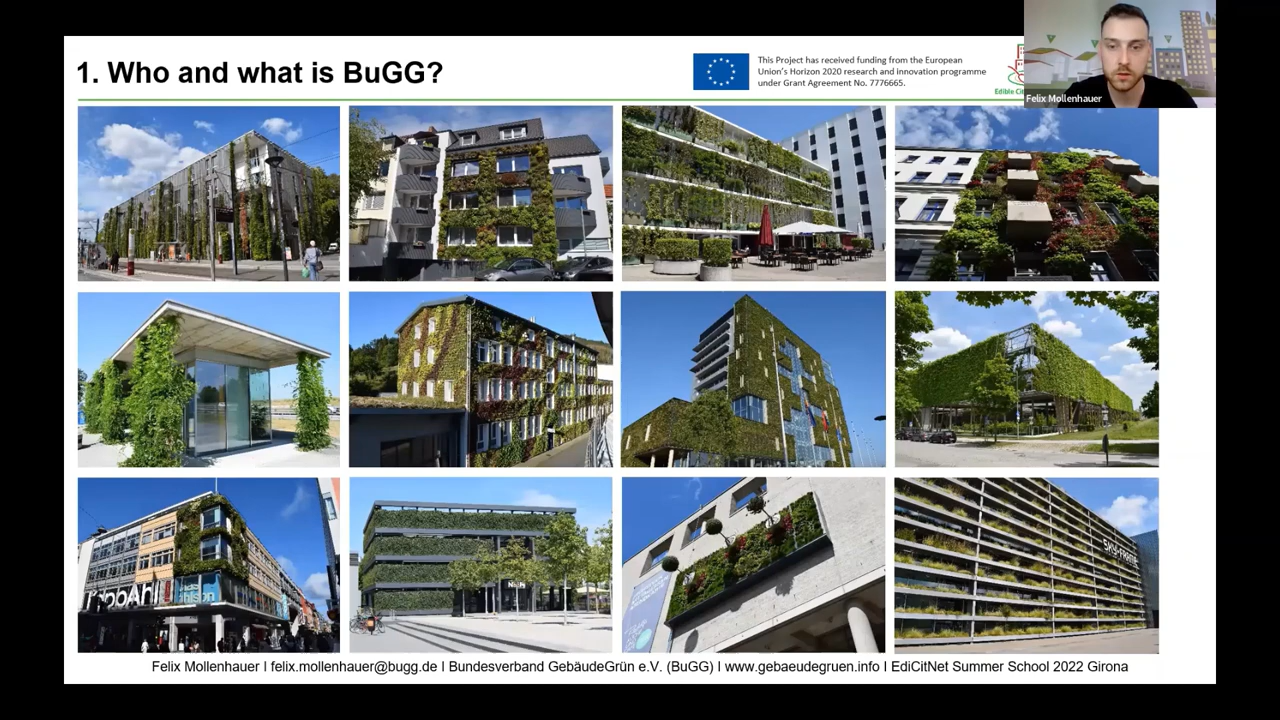 1. Who and what is BuGG?
This Project has received funding from the European
Union's Horizon 2020 research and innovation programme
under Grant Agreement No. 7776665.
Edible
Felix Mollenhauer
SKY-FRAME
Felix Mollenhauer I felix.mollenhauer@bugg.de I Bundesverband GebäudeGrün e.V. (BuGG) I www.gebaeudegruen.info I EdiCitNet Summer School 2022 Girona